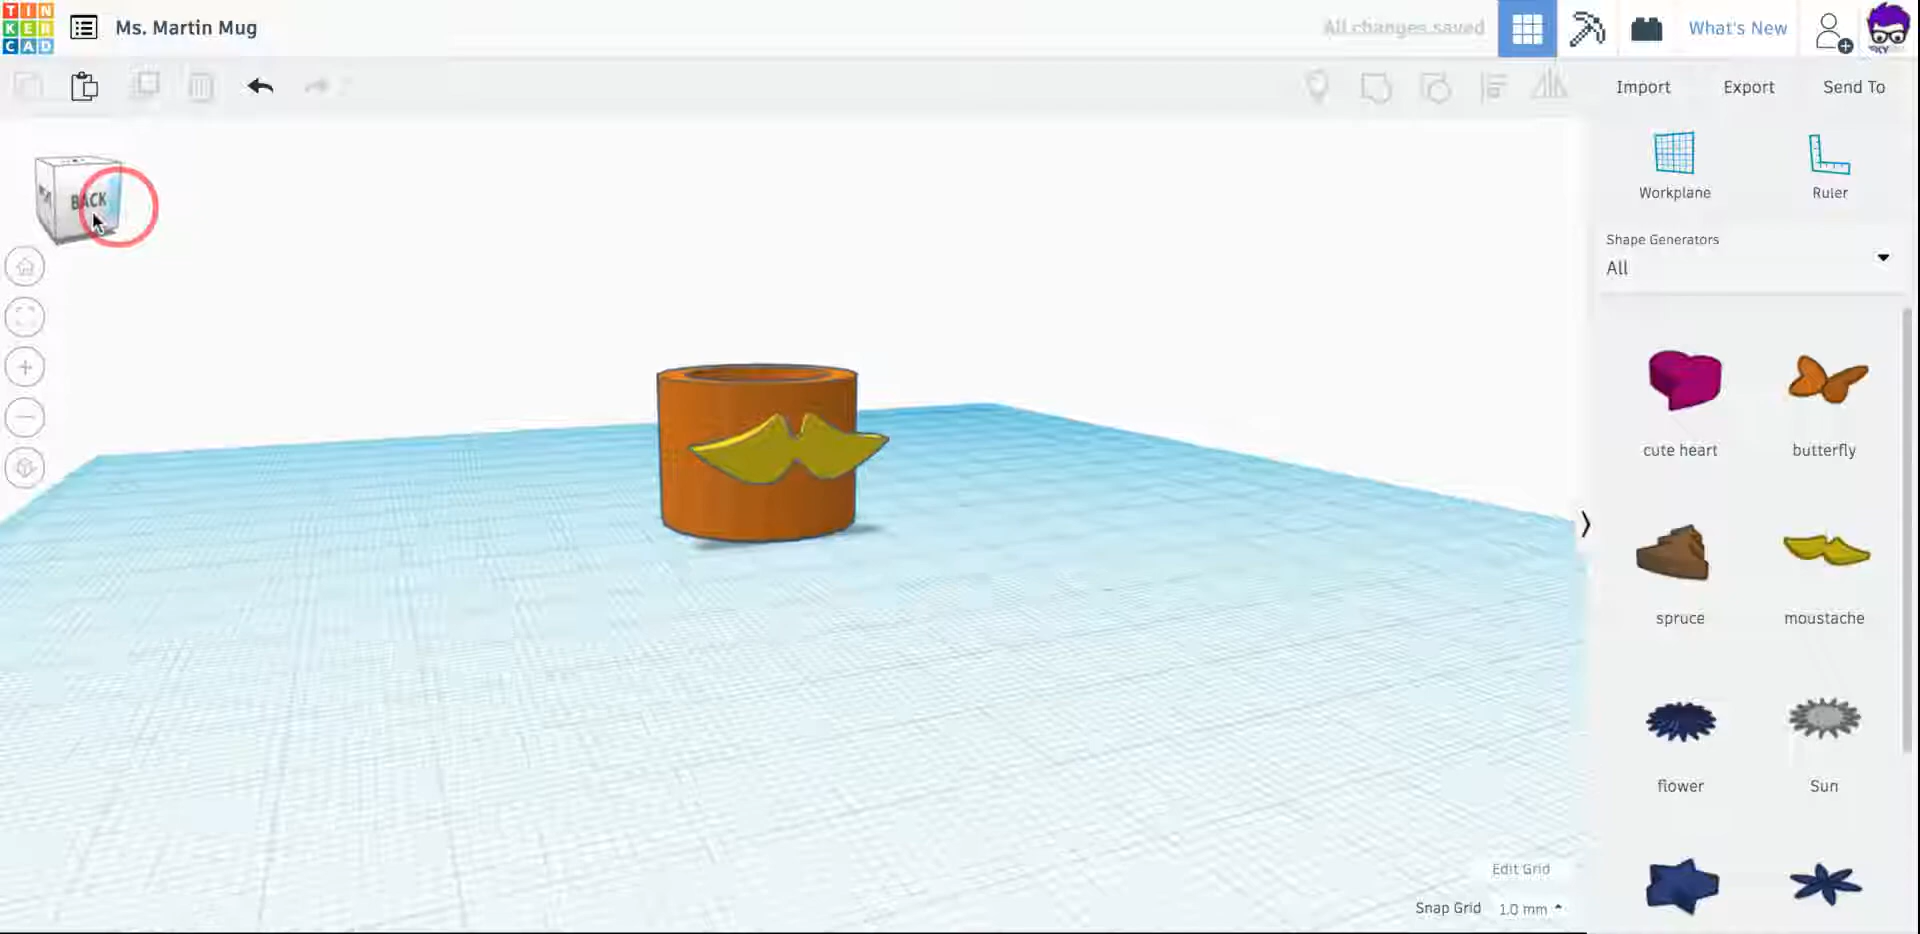 TIN
KER
CAD
Ms. Martin Mug
All changes saved
What's New
Import
Export
Send To
BACK
Workplane
Ruler
Shape Generators
All
cute heart
butterfly
spruce
moustache
flower
Sun
Edit Grid
Snap Grid 1.0 mm